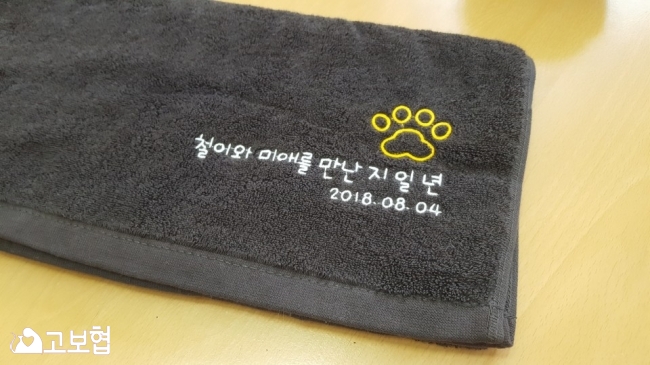 철이와 미애를 만난 지 일 년
2018.08.04
고보협